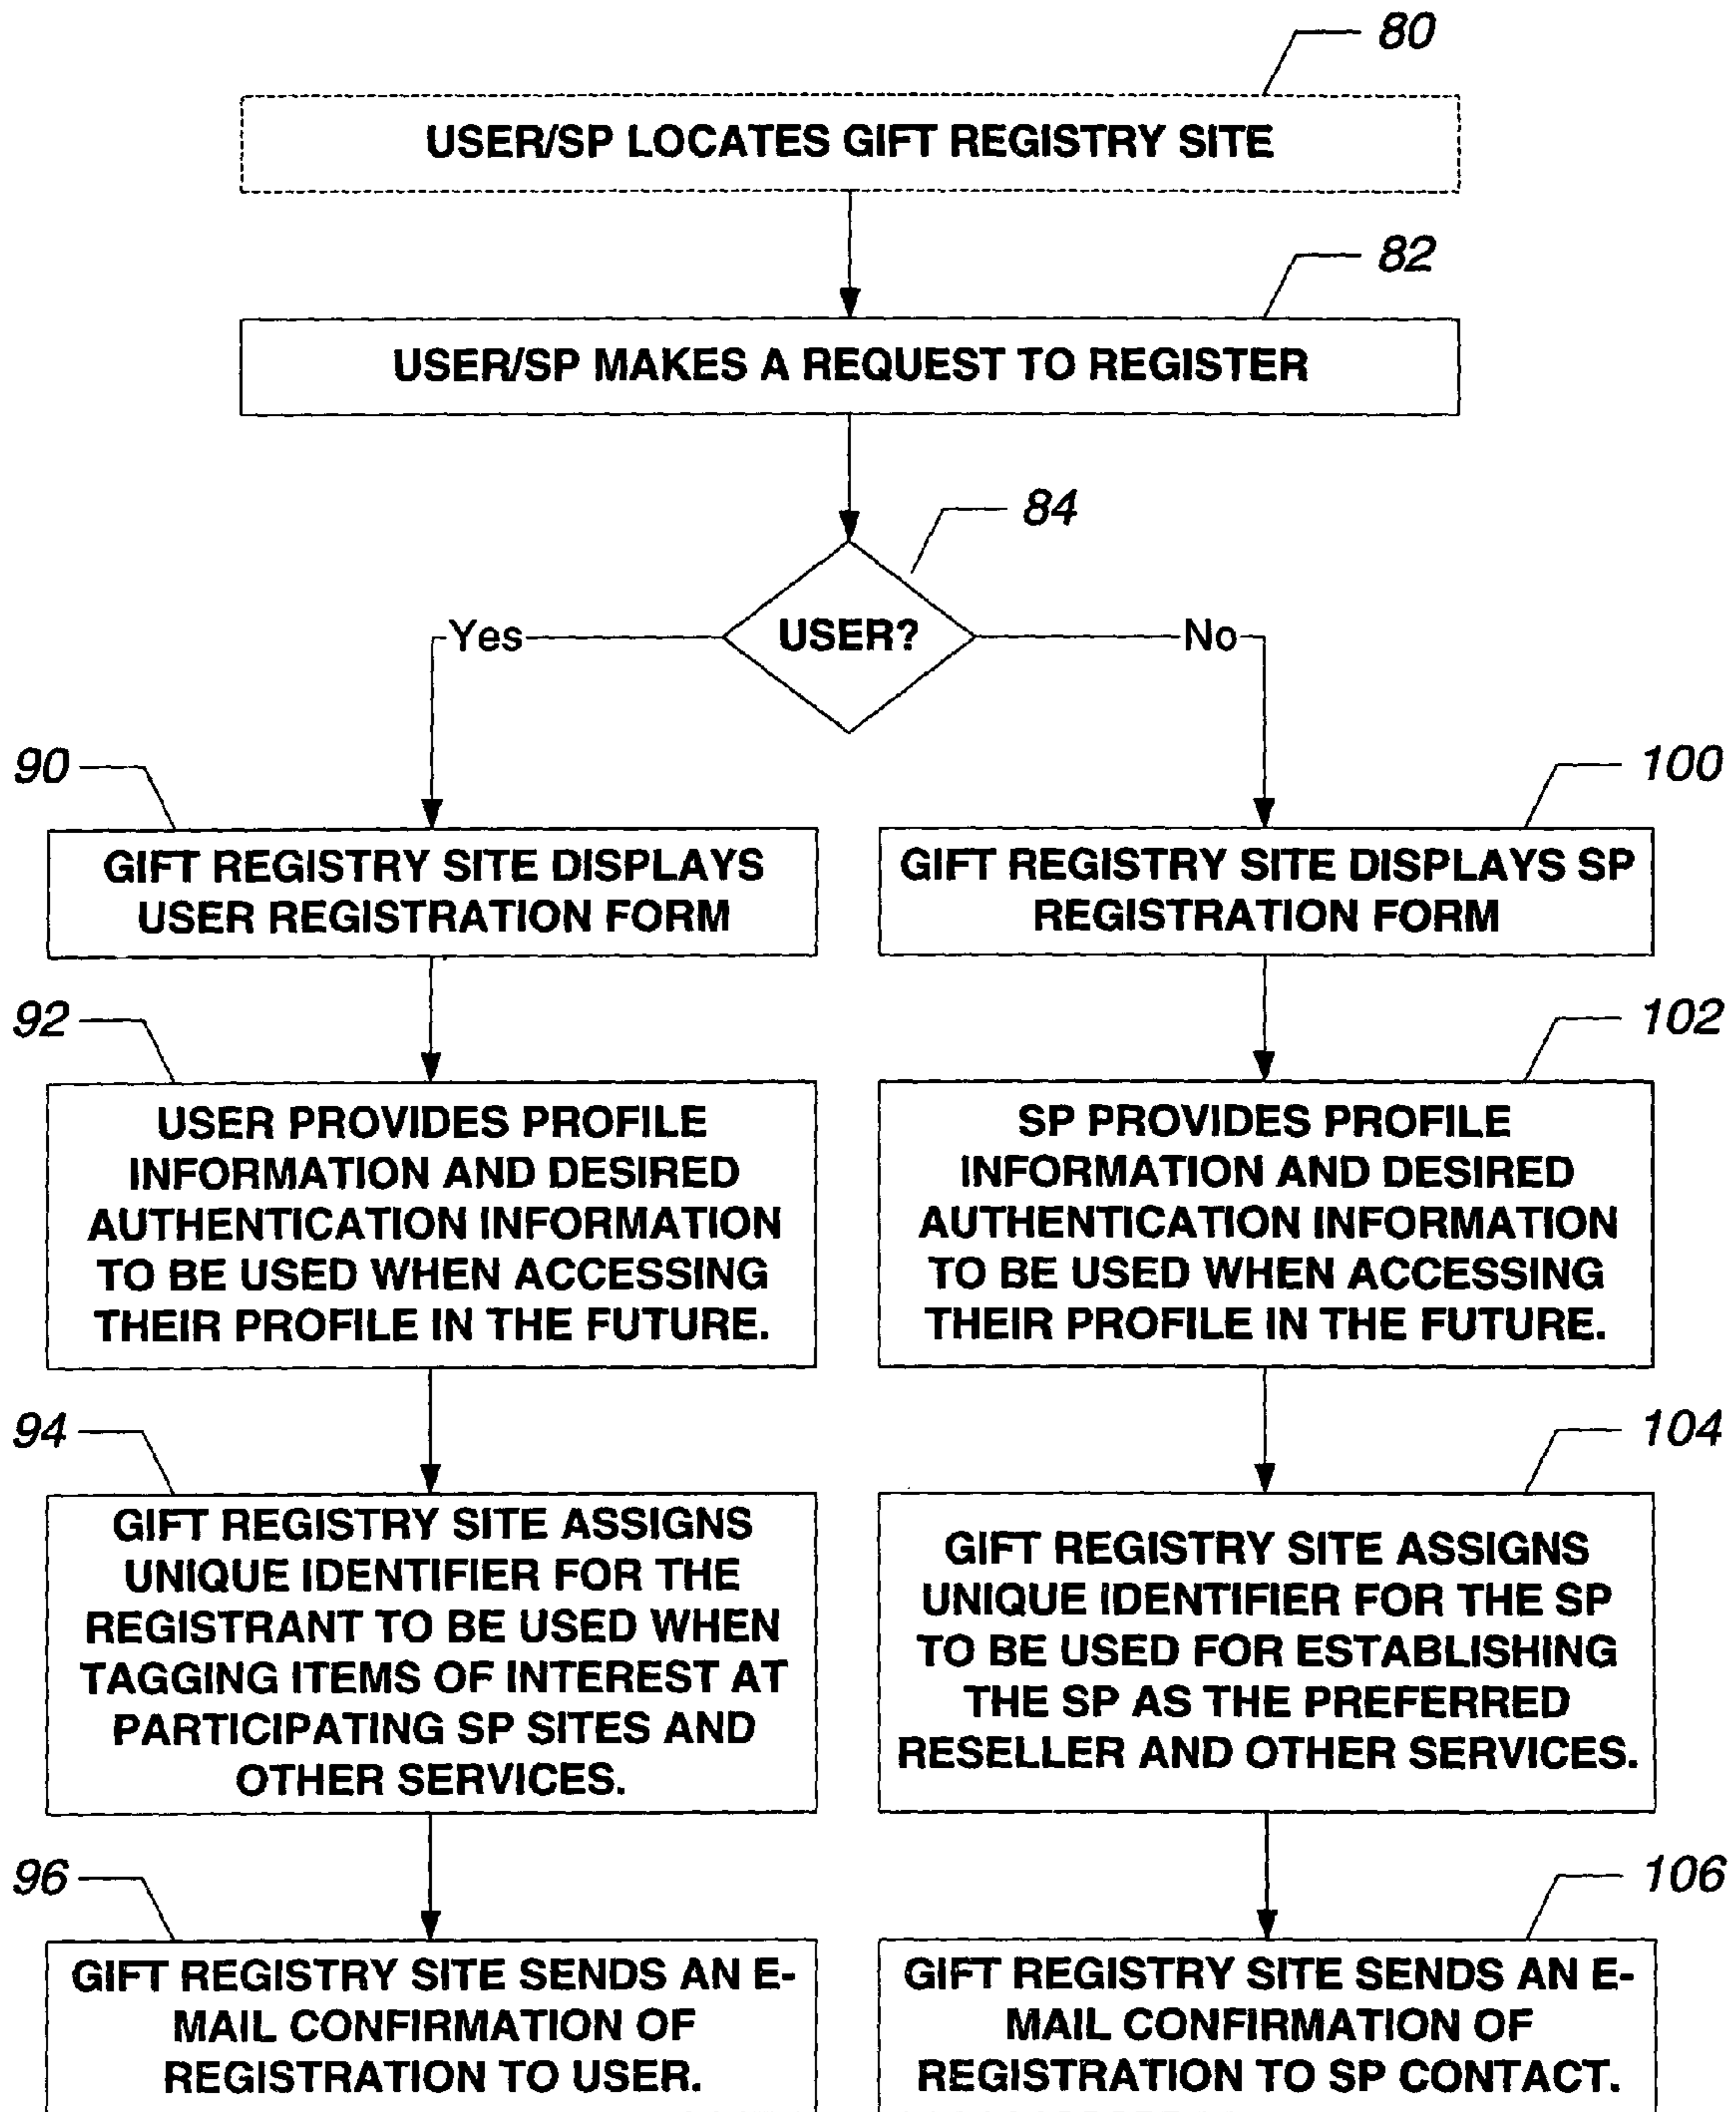 80
USER/SP LOCATES GIFT REGISTRY SITE
82
USER/SP MAKES A REQUEST TO REGISTER
84
USER?
Yes
No
90
GIFT REGISTRY SITE DISPLAYS
USER REGISTRATION FORM
100
GIFT REGISTRY SITE DISPLAYS SP
REGISTRATION FORM
92
USER PROVIDES PROFILE
INFORMATION AND DESIRED
AUTHENTICATION INFORMATION
TO BE USED WHEN ACCESSING
THEIR PROFILE IN THE FUTURE.
102
SP PROVIDES PROFILE
INFORMATION AND DESIRED
AUTHENTICATION INFORMATION
TO BE USED WHEN ACCESSING
THEIR PROFILE IN THE FUTURE.
94
GIFT REGISTRY SITE ASSIGNS
UNIQUE IDENTIFIER FOR THE
REGISTRANT TO BE USED WHEN
TAGGING ITEMS OF INTEREST AT
PARTICIPATING SP SITES AND
OTHER SERVICES.
104
GIFT REGISTRY SITE ASSIGNS
UNIQUE IDENTIFIER FOR THE SP
TO BE USED FOR ESTABLISHING
THE SP AS THE PREFERRED
RESELLER AND OTHER SERVICES.
96
GIFT REGISTRY SITE SENDS AN E-
MAIL CONFIRMATION OF
REGISTRATION TO USER.
106
GIFT REGISTRY SITE SENDS AN E-
MAIL CONFIRMATION OF
REGISTRATION TO SP CONTACT.